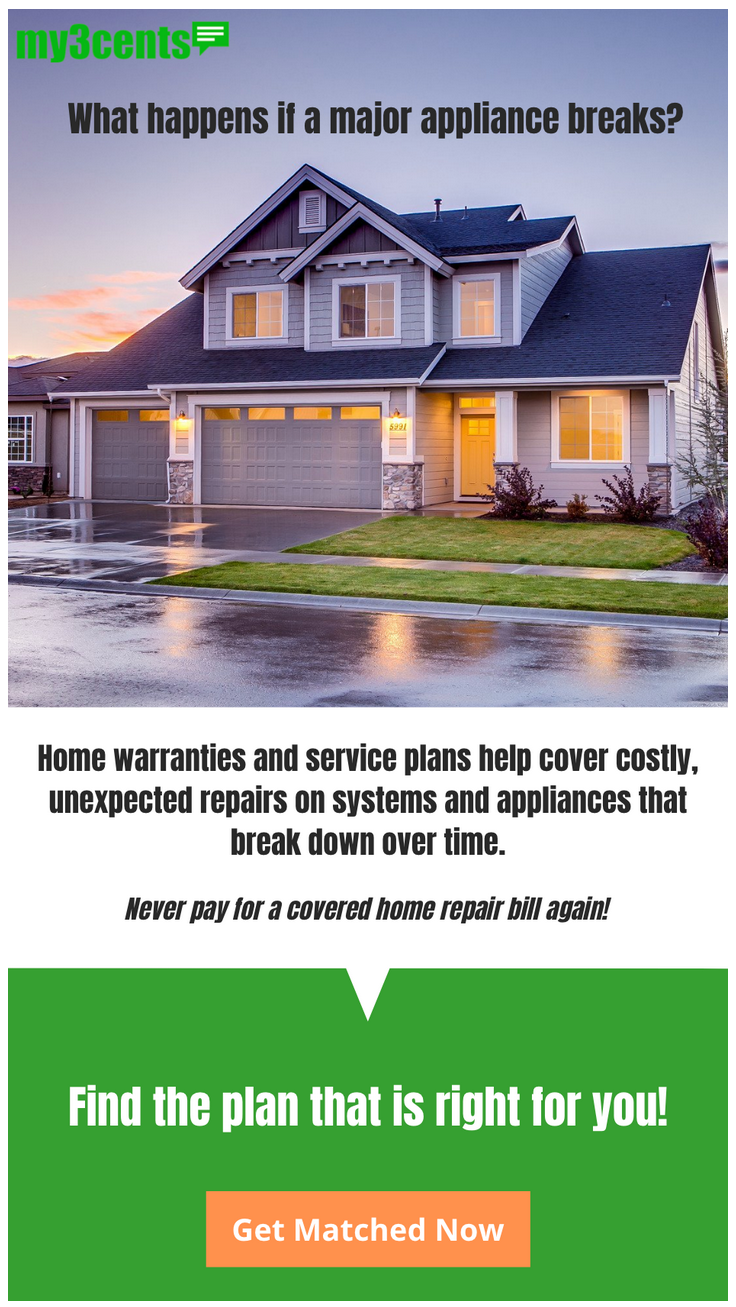 my3cents
What happens if a major appliance breaks?
Home warranties and service plans help cover costly,
unexpected repairs on systems and appliances that
break down over time.
Never pay for a covered home repair bill again!
Find the plan that is right for you!
Get Matched Now